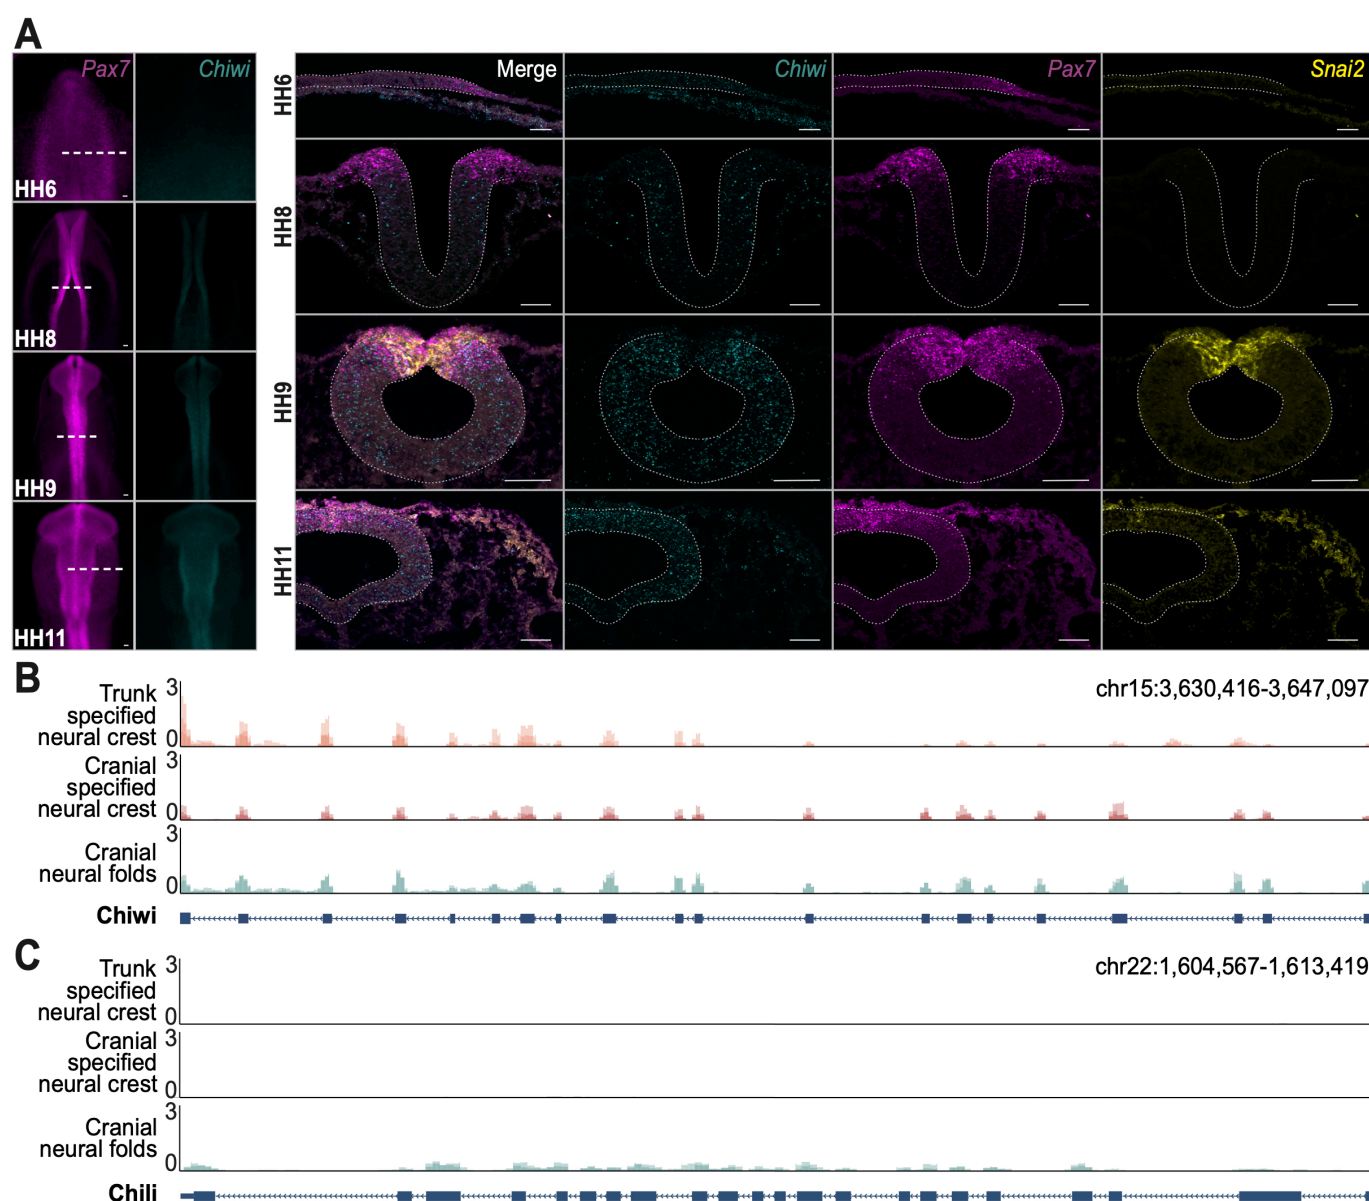 A
Pax7
Chiwi
HH6
HH8
HH9
HH11
HH6
Merge
Chiwi
Pax7
Snai2
HH8
HH9
HH11
B
chr15:3,630,416-3,647,097
Trunk
specified
neural crest
3
0
Cranial
specified
neural crest
3
0
Cranial
neural folds
3
0
Chiwi
C
chr22:1,604,567-1,613,419
Trunk
specified
neural crest
3
0
Cranial
specified
neural crest
3
0
Cranial
neural folds
3
0
Chili